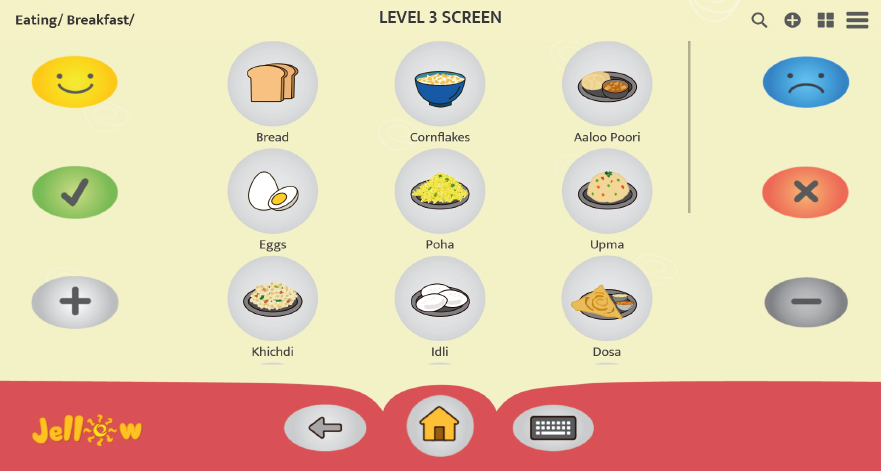 Eating/ Breakfast/
LEVEL 3 SCREEN
Bread
Cornflakes
Aaloo Poori
Eggs
Poha
Upma
Khichdi
Idli
Dosa
Jellow